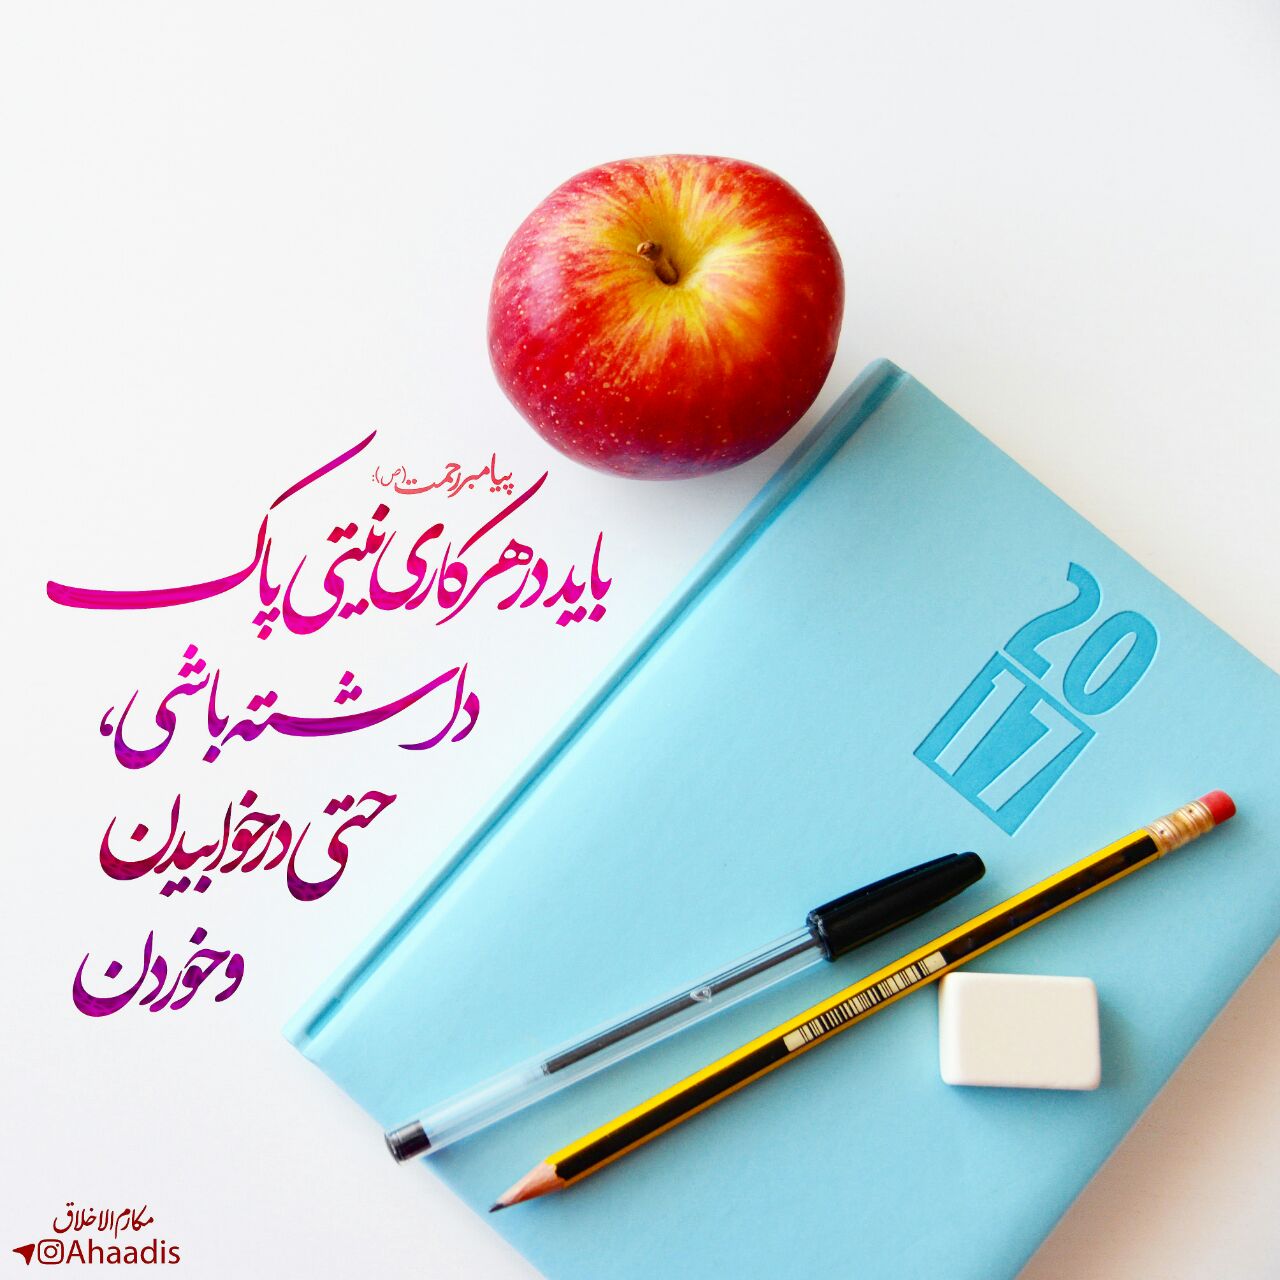 پیامبر رحمت (ص):
باید در هر کاری نیتی پاک
داشته باشی،
حتی در خوابیدن
و خوردن
20
17
مکارم الاخلاق
Ahaadis